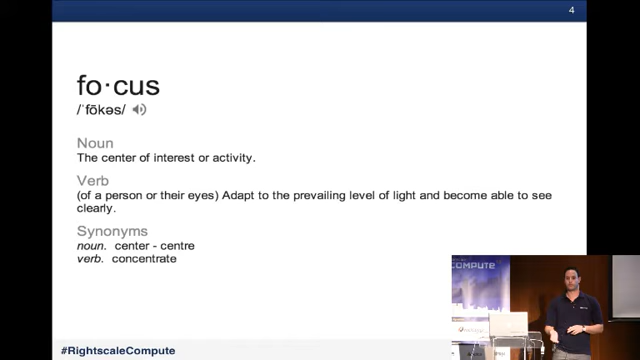 4
fo·cus
/ˈfōkəs/
Noun
The center of interest or activity.
Verb
(of a person or their eyes) Adapt to the prevailing level of light and become able to see
clearly.
Synonyms
noun. center - centre
verb. concentrate
COMPUTE
#RightscaleCompute